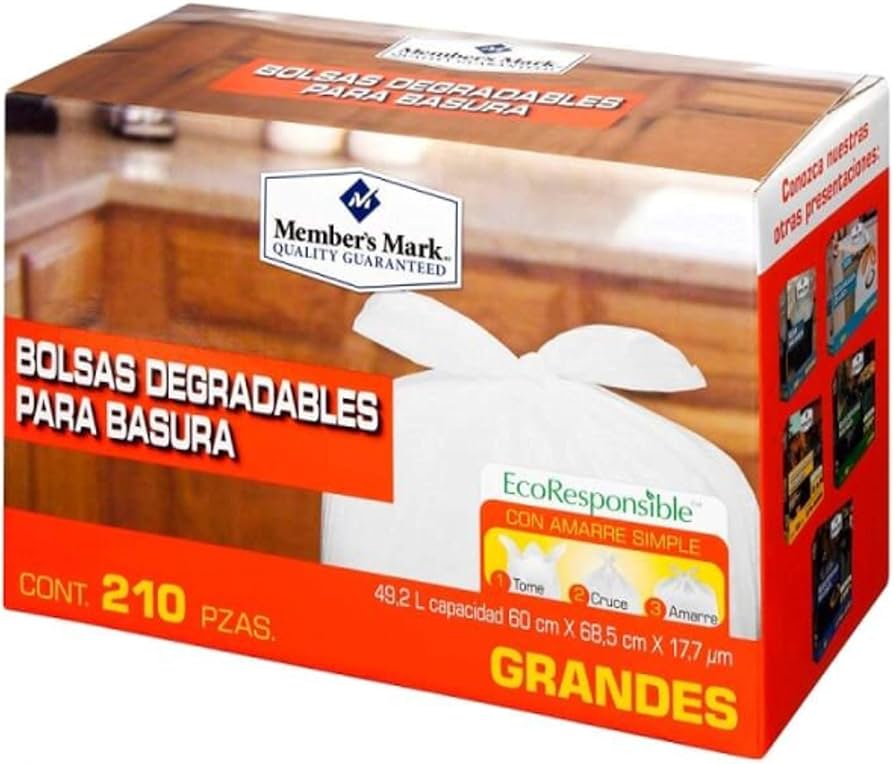 Member's Mark
QUALITY GUARANTEED
BOLSAS DEGRADABLES
PARA BASURA
Member's Mark
QUALITY GUARANTEED
BOLSAS DEGRADABLES
PARA BASURA
EcoResponsible
CON AMARRE SIMPLE
1 Tome
2 Cruce
3 Amarre
CONT. 210 PZAS.
49,2 L capacidad 60 cm X 68,5 cm X 17,7 µm
GRANDES
Conozca nuestras
otras presentaciones: